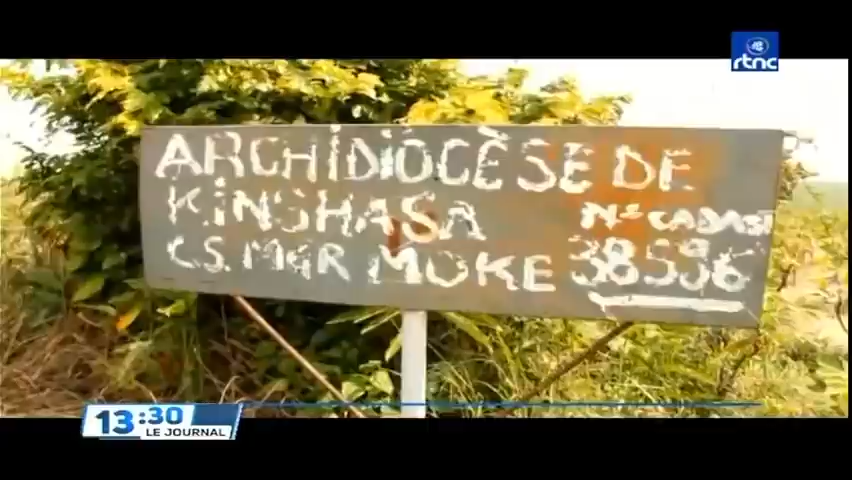 rtnc
ARCHIDIOCÈSE DE
KINSHASA N° CADAST
C.S. MGR MOKE 38596
13:30
LE JOURNAL